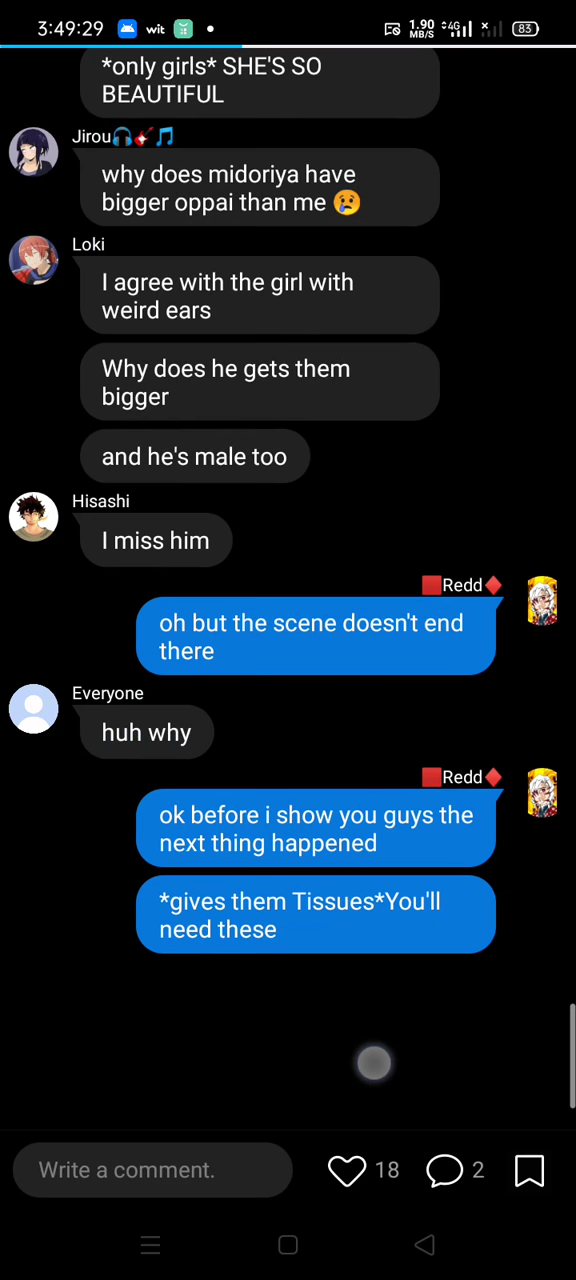 3:49:29 wit 1.90 MB/S 4G 83
*only girls* SHE'S SO
BEAUTIFUL
Jirou🎧🎸🎵
why does midoriya have
bigger oppai than me 😢
Loki
I agree with the girl with
weird ears
Why does he gets them
bigger
and he's male too
Hisashi
I miss him
🟥Redd♦️
oh but the scene doesn't end
there
Everyone
huh why
🟥Redd♦️
ok before i show you guys the
next thing happened
*gives them Tissues*You'll
need these
Write a comment. 18 2